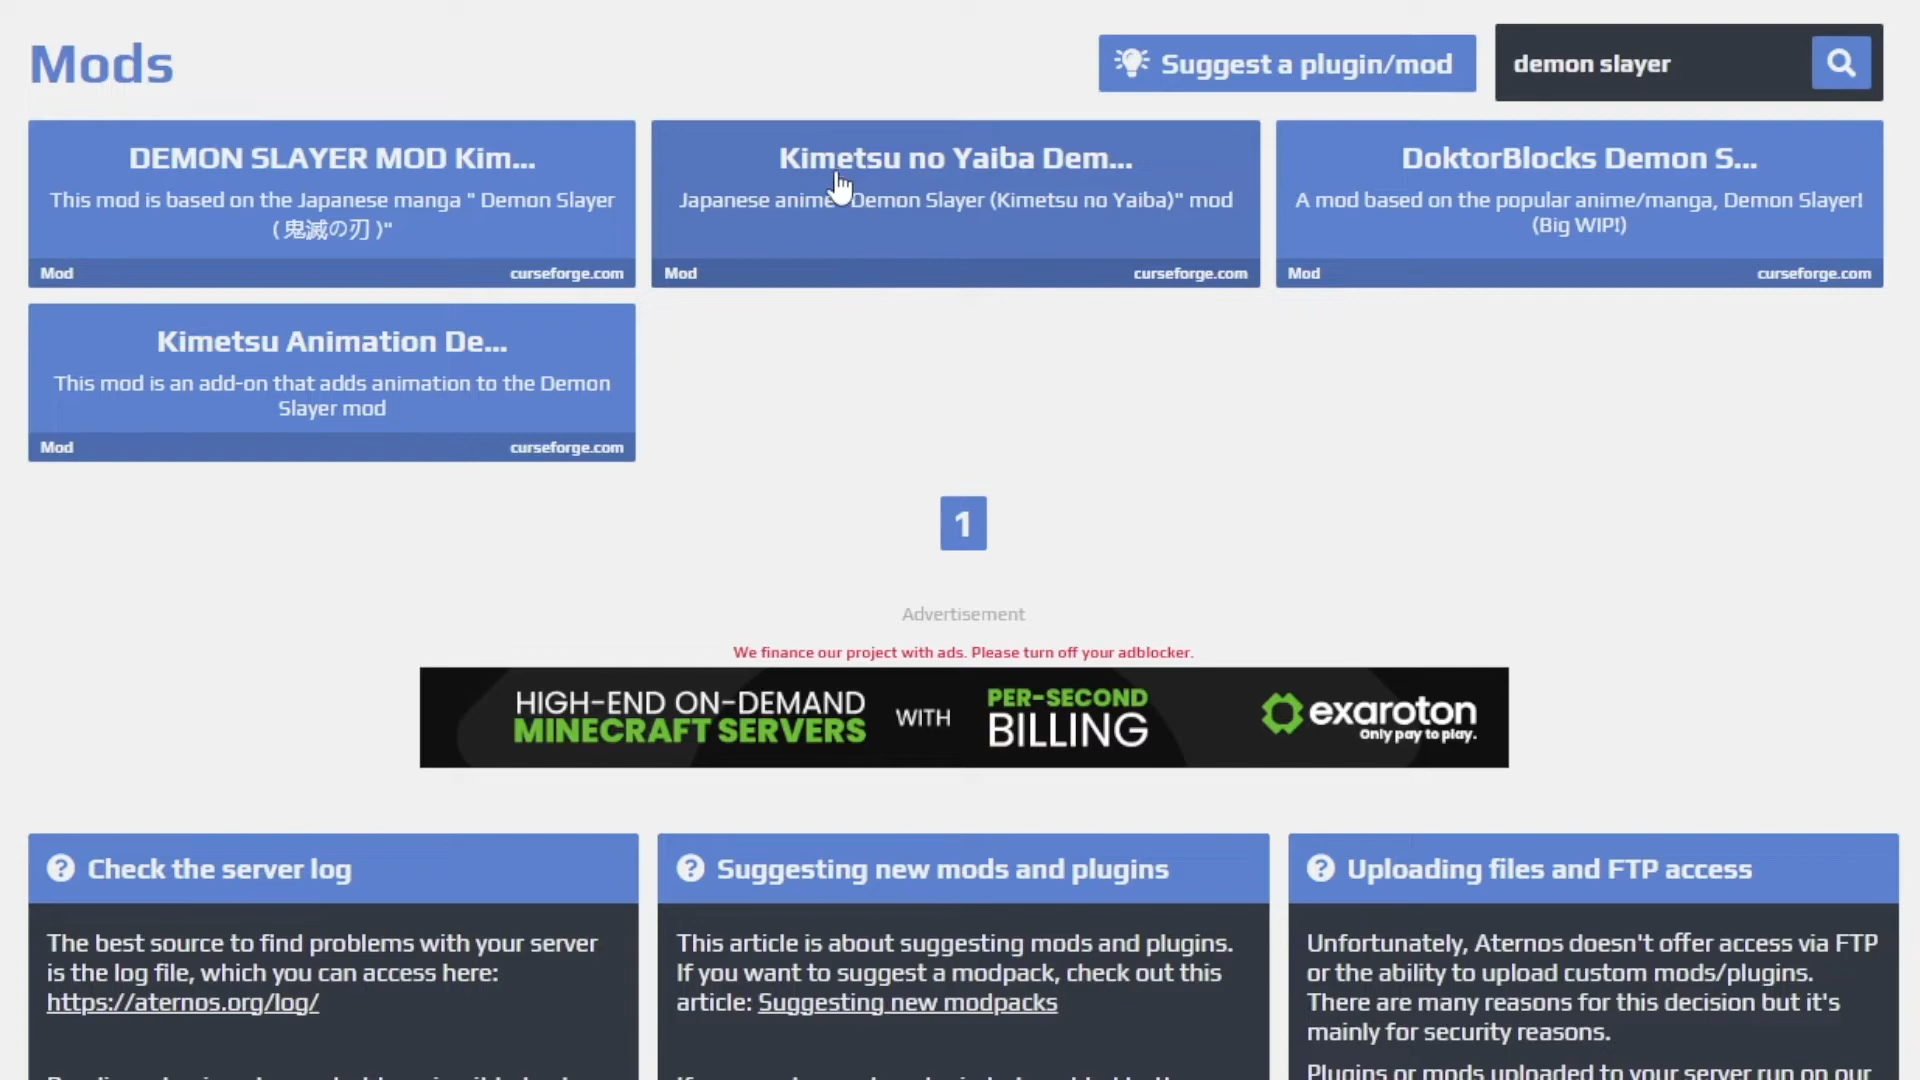 Mods
Suggest a plugin/mod
demon slayer
DEMON SLAYER MOD Kim...
This mod is based on the Japanese manga " Demon Slayer
( 鬼滅の刃 )"
Mod
curseforge.com
Kimetsu no Yaiba Dem...
Japanese anime "Demon Slayer (Kimetsu no Yaiba)" mod
Mod
curseforge.com
DoktorBlocks Demon S...
A mod based on the popular anime/manga, Demon Slayer!
(Big WIP!)
Mod
curseforge.com
Kimetsu Animation De...
This mod is an add-on that adds animation to the Demon
Slayer mod
Mod
curseforge.com
1
Advertisement
We finance our project with ads. Please turn off your adblocker.
HIGH-END ON-DEMAND
MINECRAFT SERVERS
WITH
PER-SECOND
BILLING
exaroton
Only pay to play.
Check the server log
The best source to find problems with your server
is the log file, which you can access here:
https://aternos.org/log/
Suggesting new mods and plugins
This article is about suggesting mods and plugins.
If you want to suggest a modpack, check out this
article: Suggesting new modpacks
Uploading files and FTP access
Unfortunately, Aternos doesn't offer access via FTP
or the ability to upload custom mods/plugins.
There are many reasons for this decision but it's
mainly for security reasons.
Plugins or mods uploaded to your server run on our